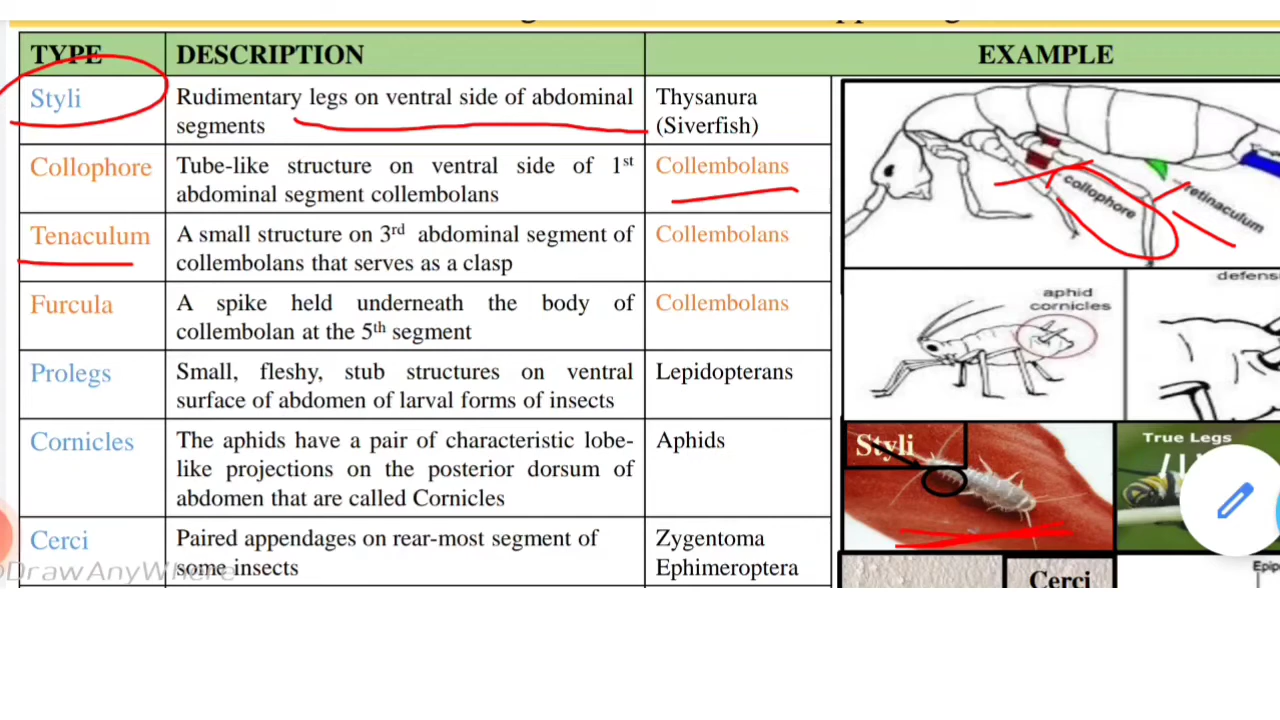 TYPE
DESCRIPTION
EXAMPLE
Styli
Rudimentary legs on ventral side of abdominal
segments
Thysanura
(Siverfish)
Collophore
Tube-like structure on ventral side of 1st
abdominal segment collembolans
Collembolans
Tenaculum
A small structure on 3rd abdominal segment of
collembolans that serves as a clasp
Collembolans
Furcula
A spike held underneath the body of
collembolan at the 5th segment
Collembolans
Prolegs
Small, fleshy, stub structures on ventral
surface of abdomen of larval forms of insects
Lepidopterans
Cornicles
The aphids have a pair of characteristic lobe-
like projections on the posterior dorsum of
abdomen that are called Cornicles
Aphids
Cerci
Paired appendages on rear-most segment of
some insects
Zygentoma
Ephimeroptera
collophore
retinaculum
aphid
cornicles
defens
Styli
True Legs
Cerci
Epip
©DrawAnyWhere